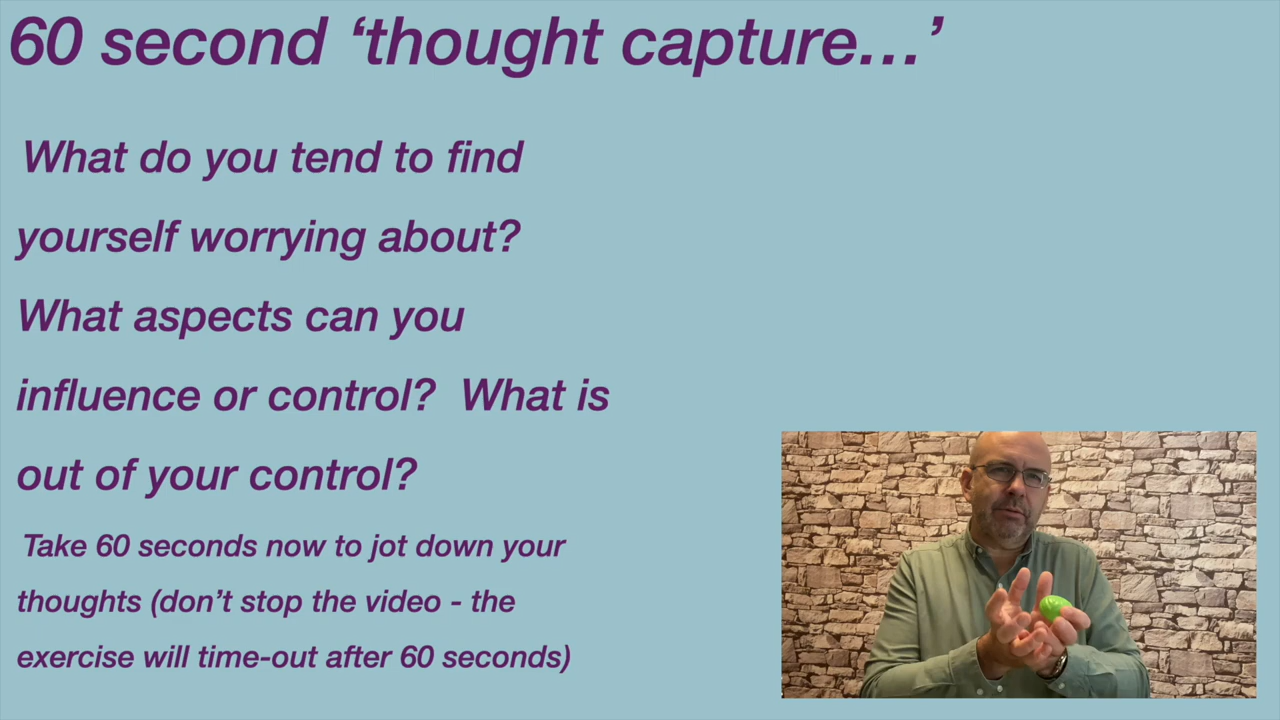 60 second ‘thought capture…’
What do you tend to find
yourself worrying about?
What aspects can you
influence or control?  What is
out of your control?
Take 60 seconds now to jot down your
thoughts (don’t stop the video - the
exercise will time-out after 60 seconds)